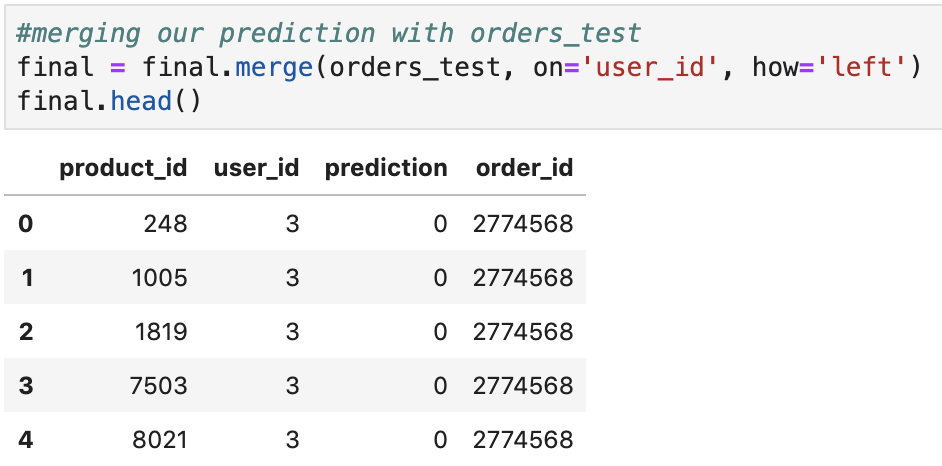 #merging our prediction with orders_test
final = final.merge(orders_test, on='user_id', how='left')
final.head()
product_id user_id prediction order_id
0 248 3 0 2774568
1 1005 3 0 2774568
2 1819 3 0 2774568
3 7503 3 0 2774568
4 8021 3 0 2774568